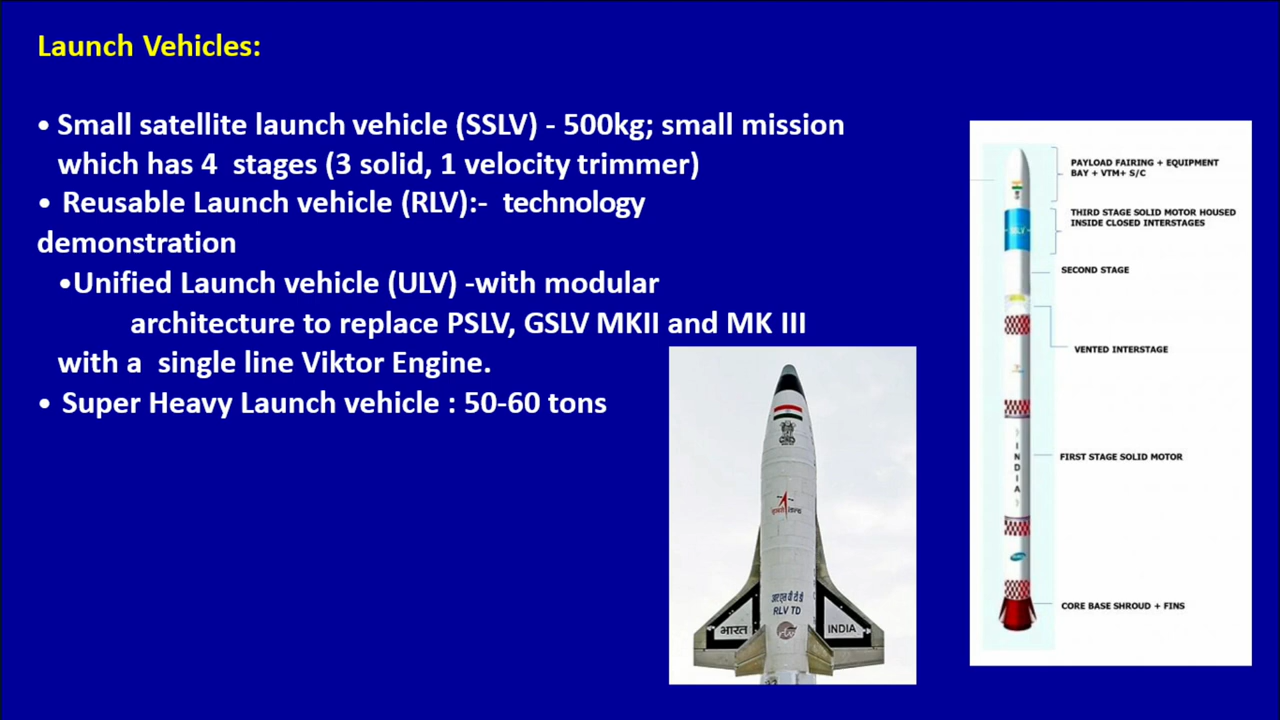 Launch Vehicles:
• Small satellite launch vehicle (SSLV) - 500kg; small mission
which has 4 stages (3 solid, 1 velocity trimmer)
• Reusable Launch vehicle (RLV):- technology
demonstration
•Unified Launch vehicle (ULV) -with modular
architecture to replace PSLV, GSLV MKII and MK III
with a single line Viktor Engine.
• Super Heavy Launch vehicle : 50-60 tons
RLV TD
भारत
INDIA
PAYLOAD FAIRING + EQUIPMENT
BAY + VTM+ S/C
THIRD STAGE SOLID MOTOR HOUSED
INSIDE CLOSED INTERSTAGES
SSLV
SECOND STAGE
VENTED INTERSTAGE
INDIA
FIRST STAGE SOLID MOTOR
CORE BASE SHROUD + FINS